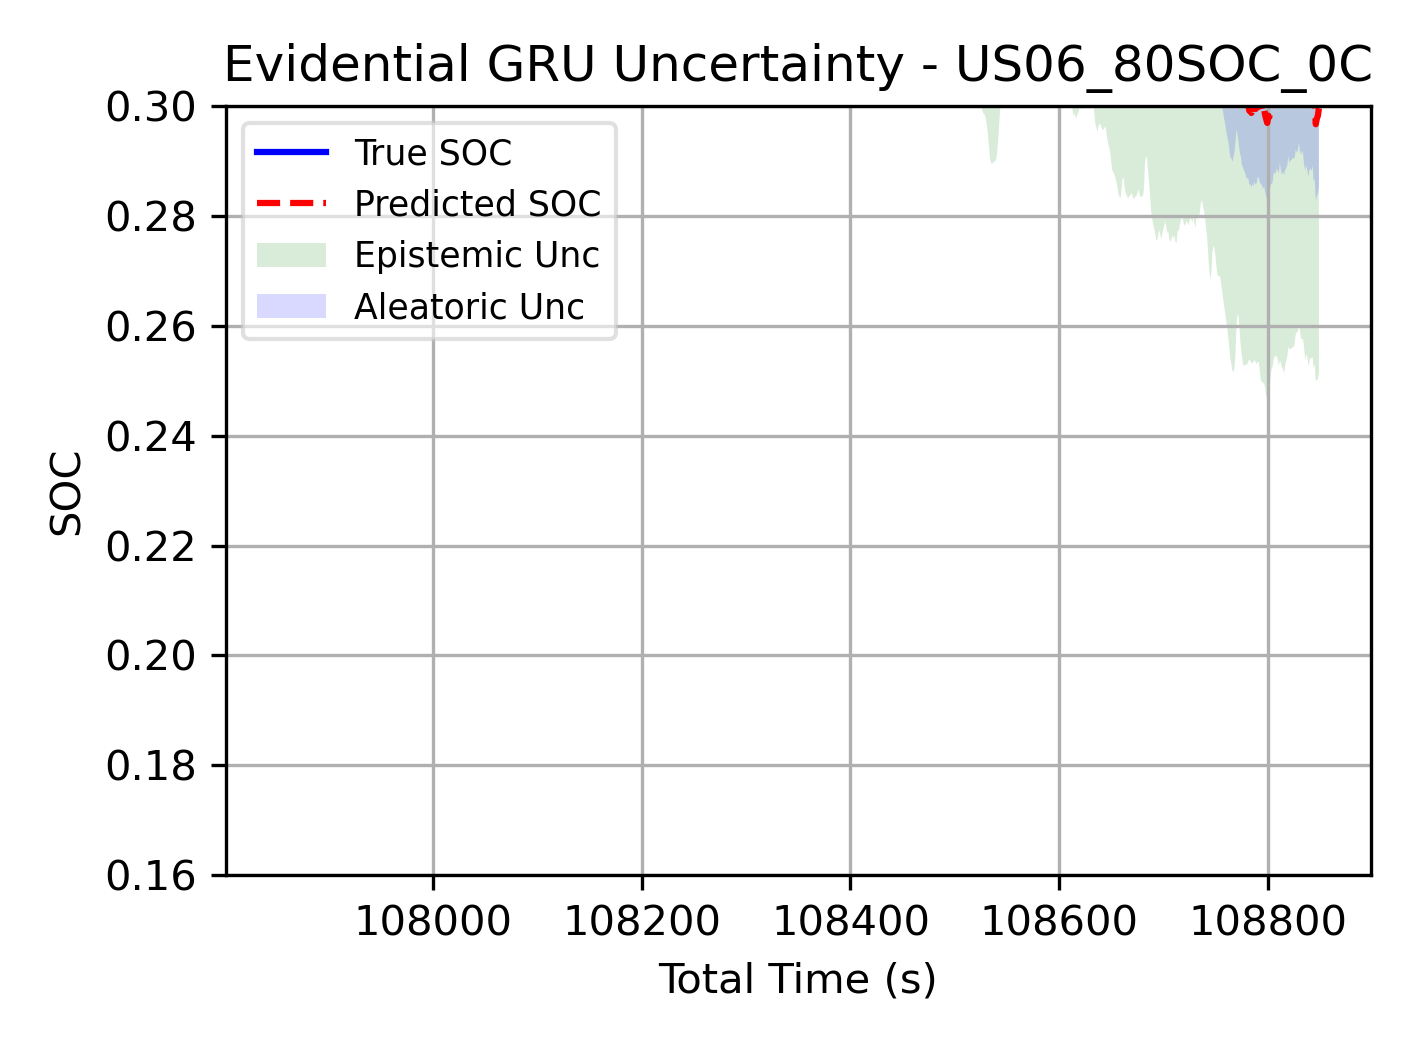 Evidential GRU Uncertainty - US06_80SOC_0C
0.30
0.28
0.26
0.24
0.22
0.20
0.18
0.16
SOC
True SOC
Predicted SOC
Epistemic Unc
Aleatoric Unc
108000 108200 108400 108600 108800
Total Time (s)